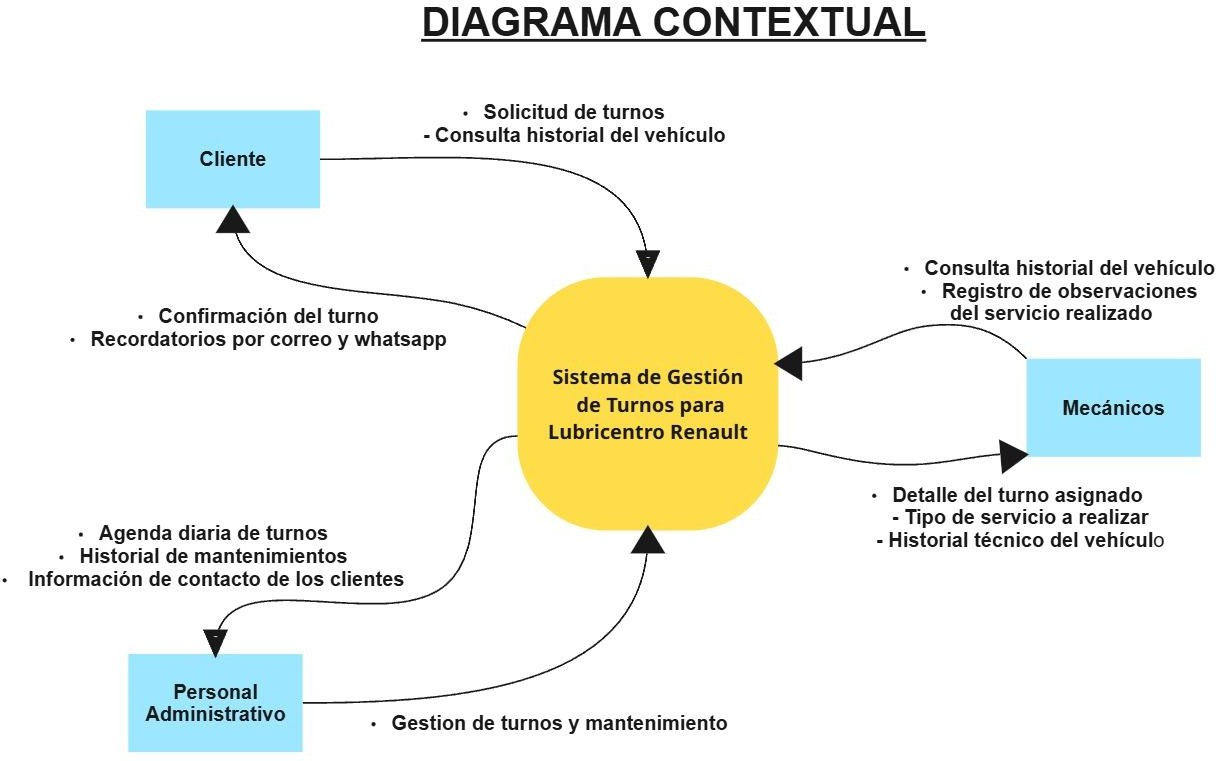 DIAGRAMA CONTEXTUAL
• Solicitud de turnos
- Consulta historial del vehículo
Cliente
• Confirmación del turno
• Recordatorios por correo y whatsapp
• Consulta historial del vehículo
• Registro de observaciones
del servicio realizado
Sistema de Gestión
de Turnos para
Lubricentro Renault
Mecánicos
• Detalle del turno asignado
- Tipo de servicio a realizar
- Historial técnico del vehículo
• Agenda diaria de turnos
• Historial de mantenimientos
• Información de contacto de los clientes
Personal
Administrativo
• Gestion de turnos y mantenimiento